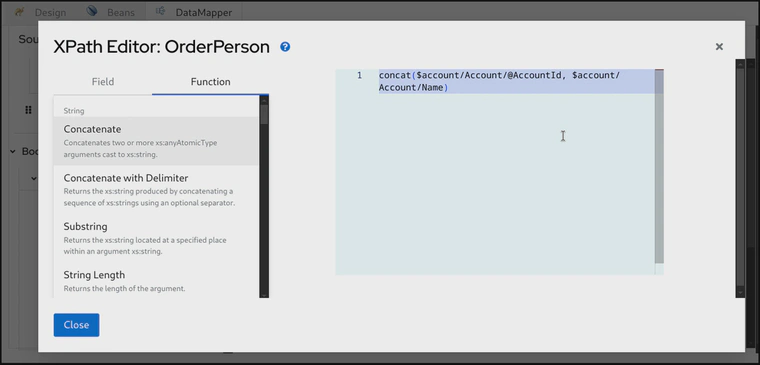 Design Beans DataMapper
Sou
XPath Editor: OrderPerson
Field Function
String
Concatenate
Concatenates two or more xs:anyAtomicType
arguments cast to xs:string.
Concatenate with Delimiter
Returns the xs:string produced by concatenating a
sequence of xs:strings using an optional separator.
Substring
Returns the xs:string located at a specified place
within an argument xs:string.
String Length
Returns the length of the argument.
1 concat($account/Account/@AccountId, $account/
Account/Name)
Bo
Close